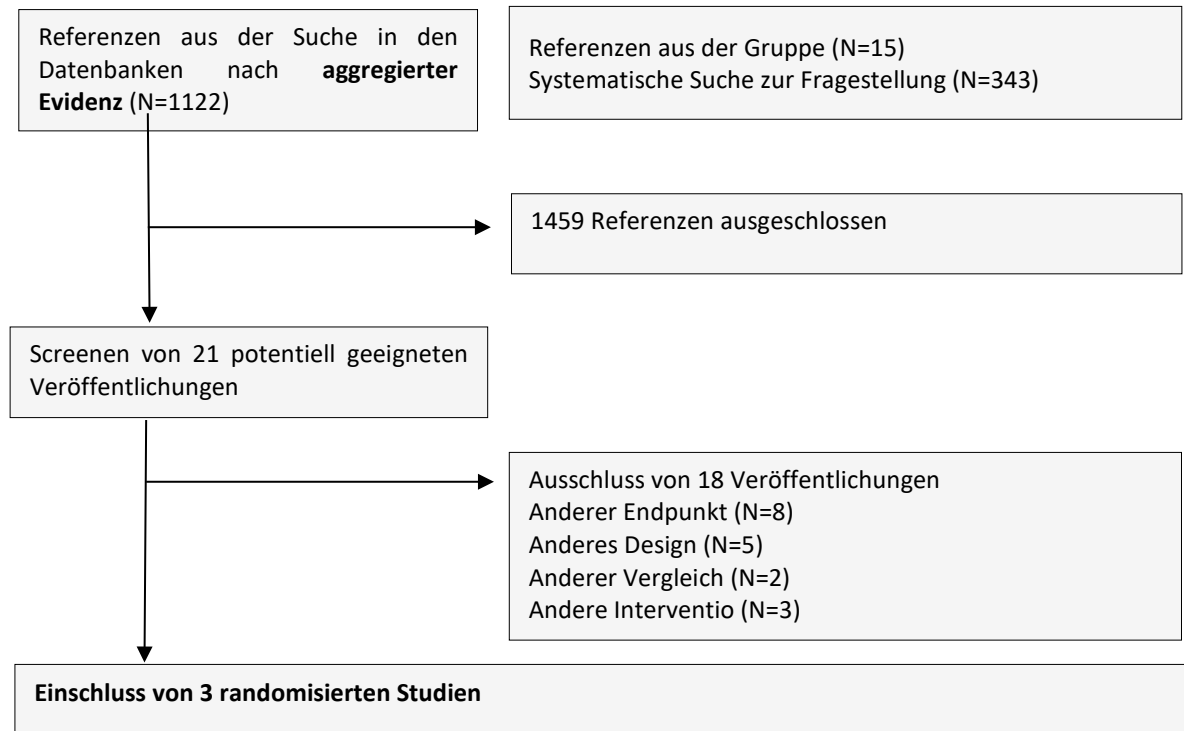 Referenzen aus der Suche in den
Datenbanken nach aggregierter
Evidenz (N=1122)
Referenzen aus der Gruppe (N=15)
Systematische Suche zur Fragestellung (N=343)
1459 Referenzen ausgeschlossen
Screenen von 21 potentiell geeigneten
Veröffentlichungen
Ausschluss von 18 Veröffentlichungen
Anderer Endpunkt (N=8)
Anderes Design (N=5)
Anderer Vergleich (N=2)
Andere Interventio (N=3)
Einschluss von 3 randomisierten Studien